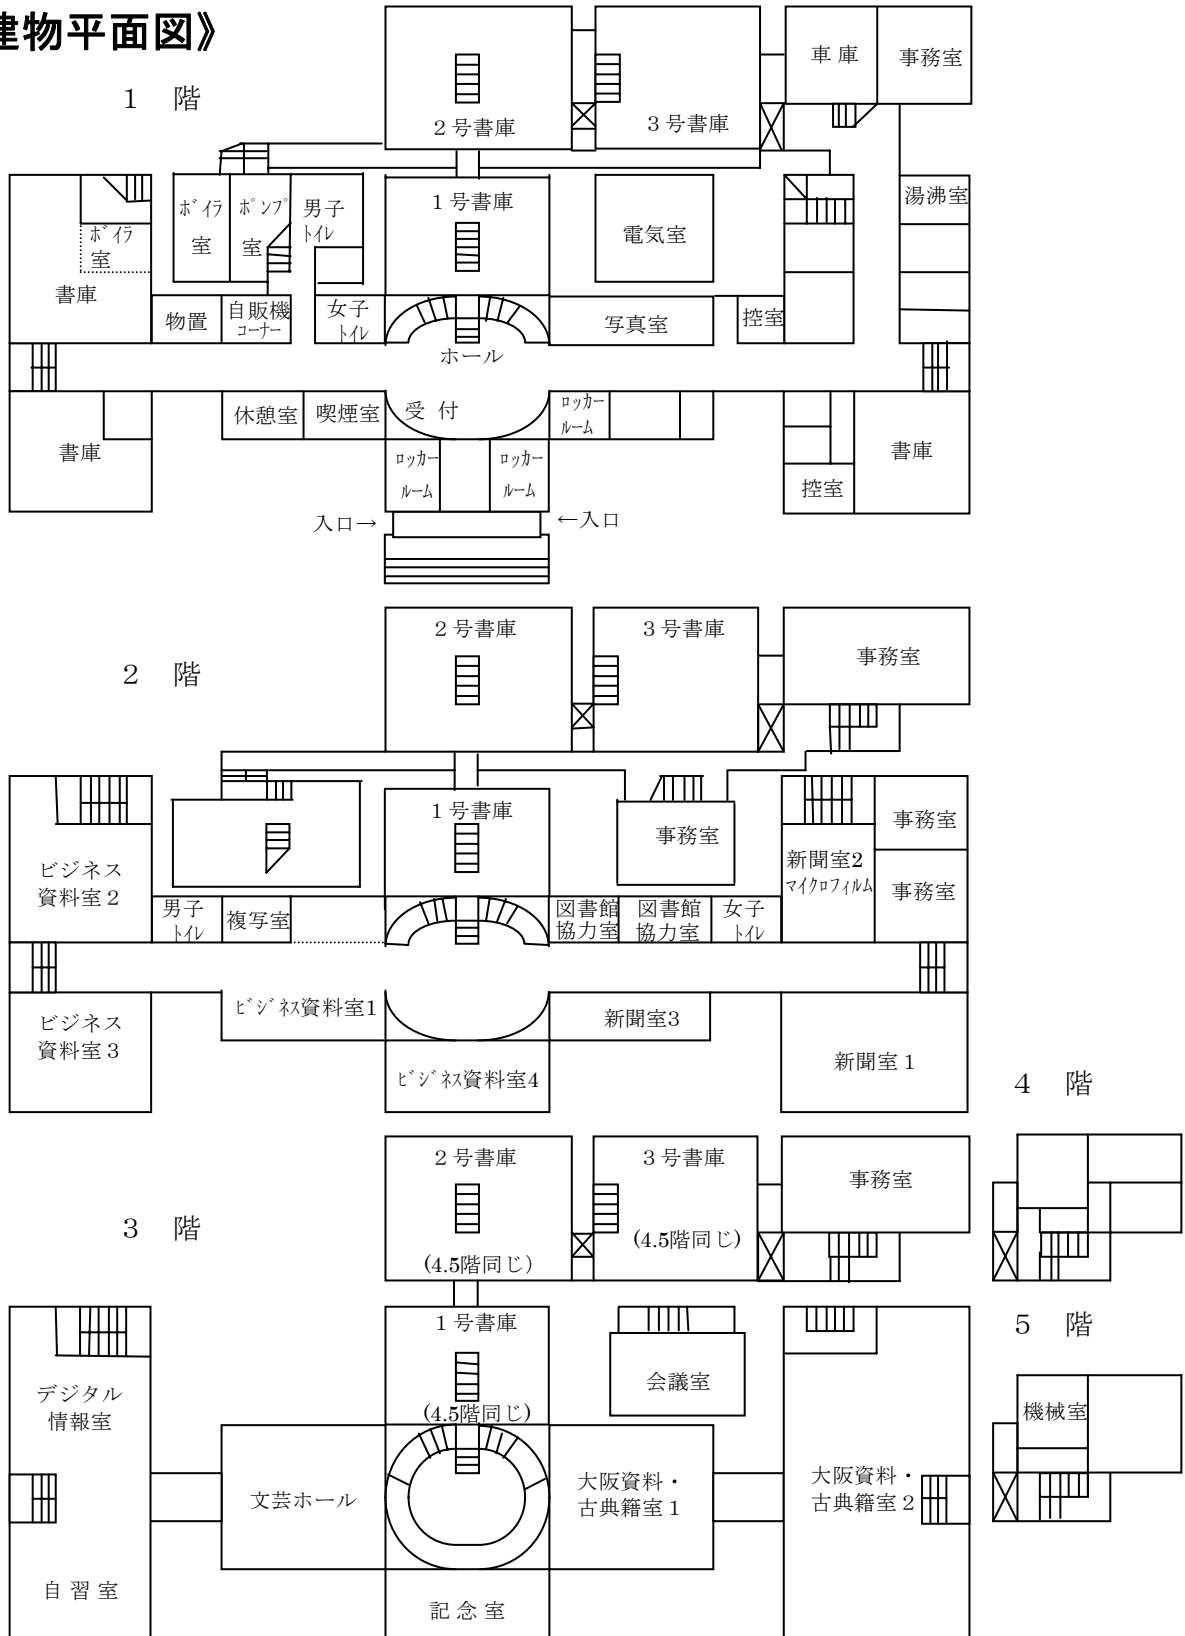 建物平面図》
１　階
車 庫
事務室
２号書庫
３号書庫
ﾎﾞｲﾗ
室
ﾎﾟﾝﾌﾟ
室
男子
ﾄｲﾚ
１号書庫
電気室
湯沸室
ﾎﾞｲﾗ
室
書庫
物置
自販機
ｺｰﾅｰ
女子
ﾄｲﾚ
写真室
控室
ホール
休憩室
喫煙室
受 付
ﾛｯｶｰ
ﾙｰﾑ
書庫
ﾛｯｶｰ
ﾙｰﾑ
ﾛｯｶｰ
ﾙｰﾑ
控室
書庫
入口→
←入口
２　階
２号書庫
３号書庫
事務室
１号書庫
事務室
事務室
ビジネス
資料室２
新聞室2
ﾏｲｸﾛﾌｨﾙﾑ
事務室
男子
ﾄｲﾚ
複写室
図書館
協力室
図書館
協力室
女子
ﾄｲﾚ
ビジネス
資料室３
ﾋﾞｼﾞﾈｽ資料室1
新聞室3
ﾋﾞｼﾞﾈｽ資料室4
新聞室１
３　階
２号書庫
(4.5階同じ)
３号書庫
(4.5階同じ)
事務室
１号書庫
(4.5階同じ)
会議室
デジタル
情報室
文芸ホール
大阪資料・
古典籍室１
大阪資料・
古典籍室２
自 習 室
記 念 室
４　階
５　階
機械室